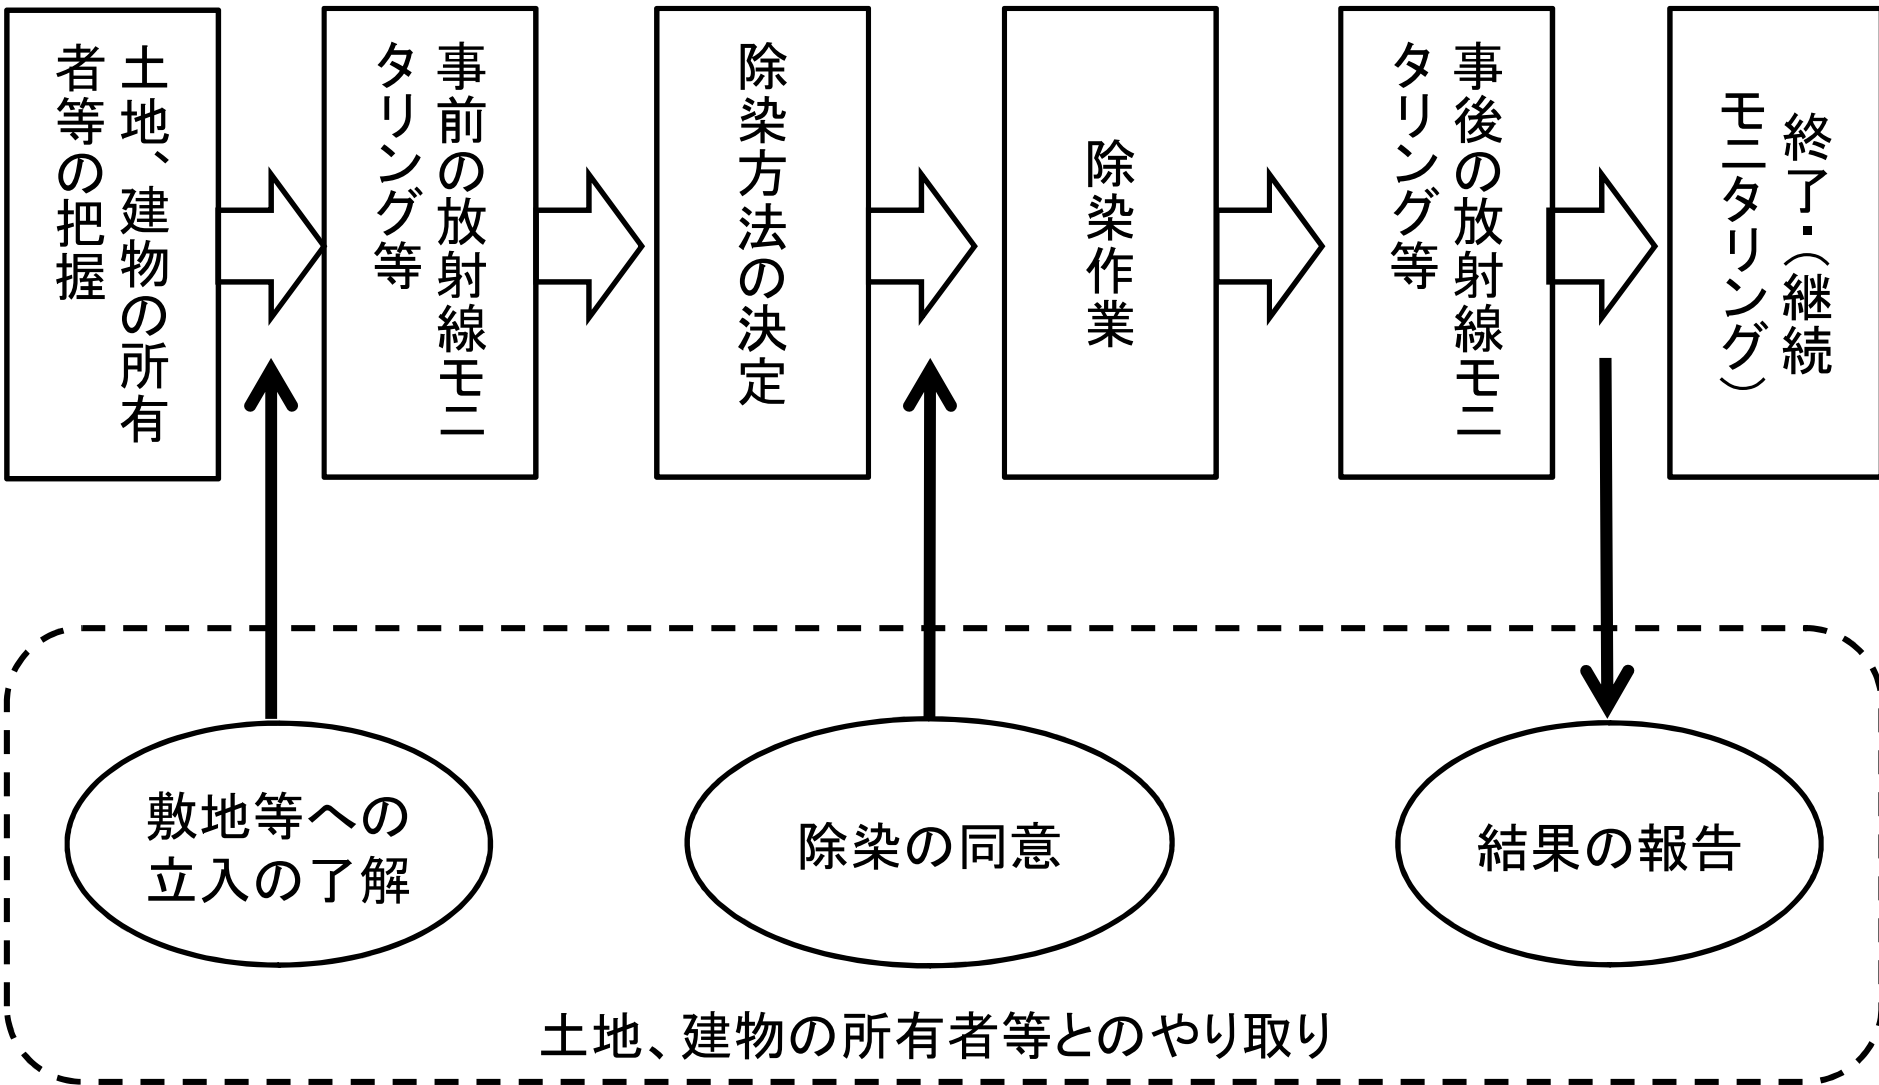 土地、建物の所有
者等の把握
事前の放射線モニ
タリング等
除染方法の決定
除染作業
事後の放射線モニ
タリング等
終了・（継続
モニタリング）
敷地等への
立入の了解
除染の同意
結果の報告
土地、建物の所有者等とのやり取り